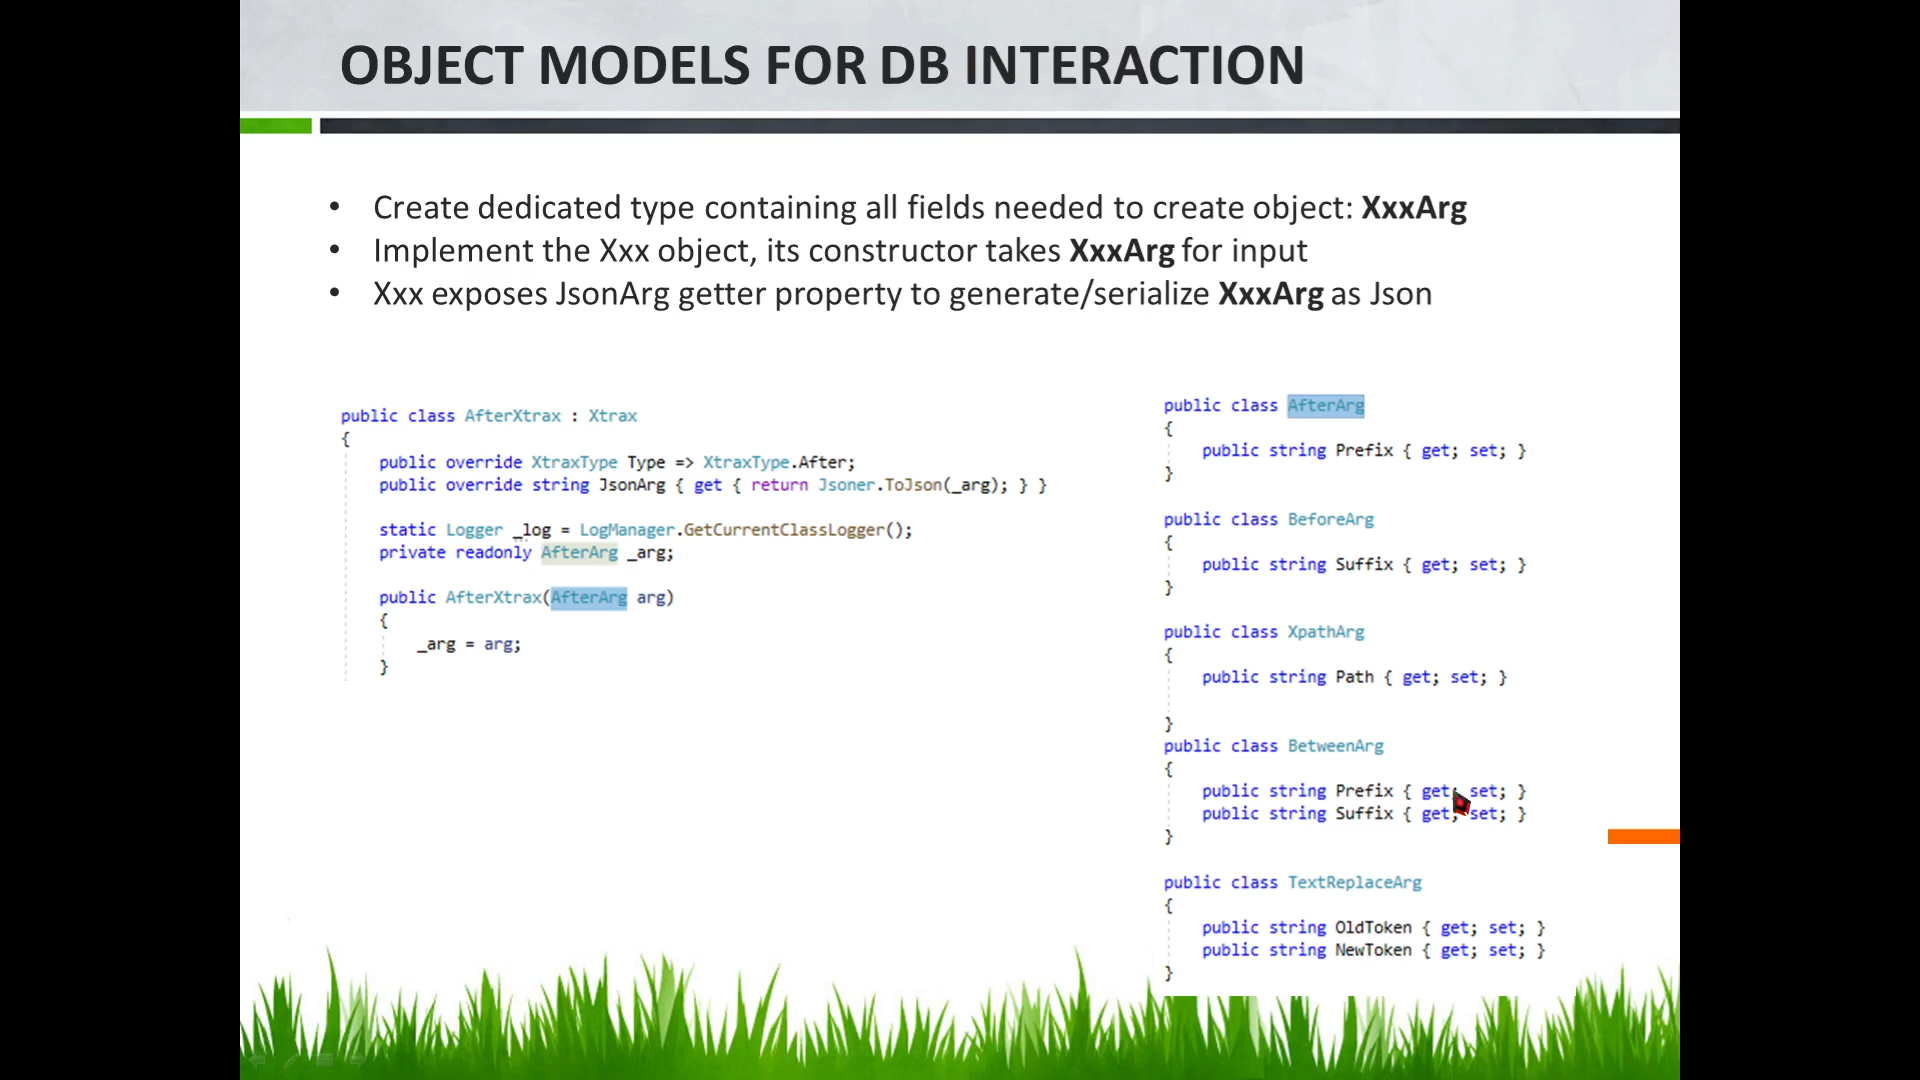 OBJECT MODELS FOR DB INTERACTION
• Create dedicated type containing all fields needed to create object: XxxArg
• Implement the Xxx object, its constructor takes XxxArg for input
• Xxx exposes JsonArg getter property to generate/serialize XxxArg as Json
public class AfterXtrax : Xtrax
{
public override XtraxType Type => XtraxType.After;
public override string JsonArg { get { return Jsoner.ToJson(_arg); } }
static Logger _log = LogManager.GetCurrentClassLogger();
private readonly AfterArg _arg;
public AfterXtrax(AfterArg arg)
{
_arg = arg;
}
public class AfterArg
{
public string Prefix { get; set; }
}
public class BeforeArg
{
public string Suffix { get; set; }
}
public class XpathArg
{
public string Path { get; set; }
}
public class BetweenArg
{
public string Prefix { get; set; }
public string Suffix { get; set; }
}
public class TextReplaceArg
{
public string OldToken { get; set; }
public string NewToken { get; set; }
}